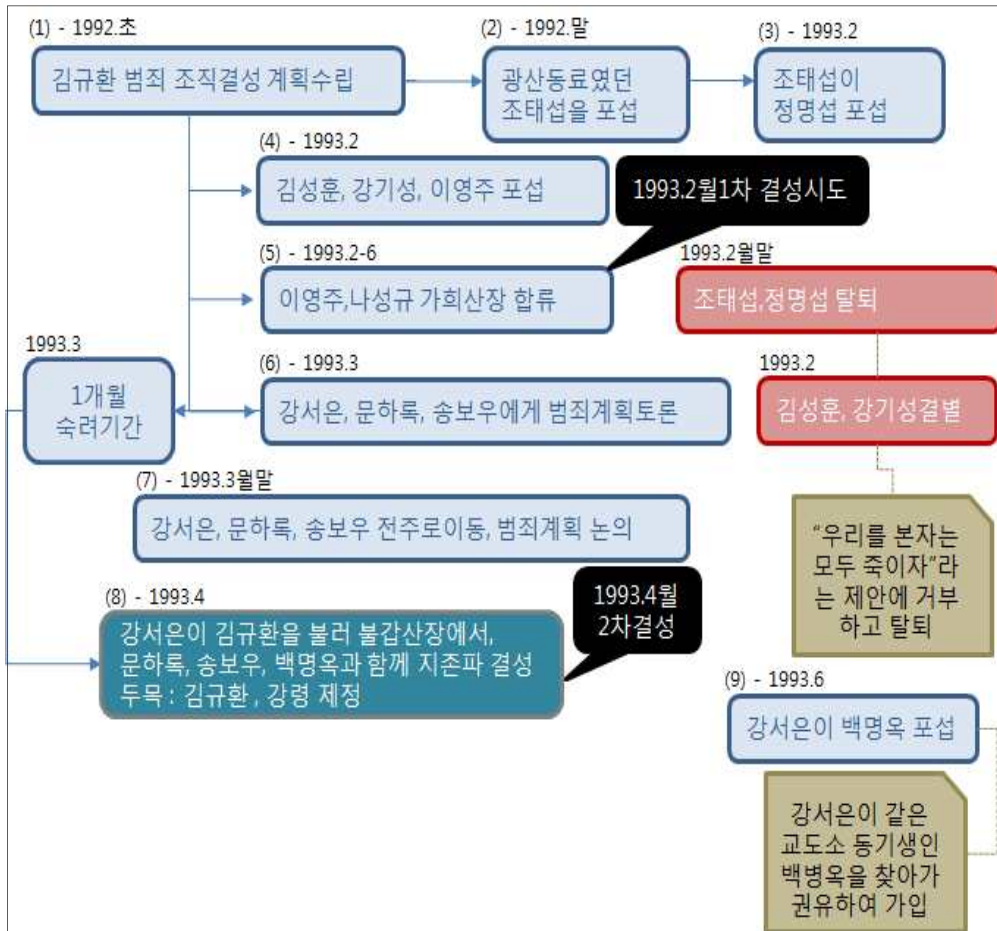 (1) - 1992.초
김규환 범죄 조직결성 계획수립
(2) - 1992.말
광산동료였던
조태섭을 포섭
(3) - 1993.2
조태섭이
정명섭 포섭
(4) - 1993.2
김성훈, 강기성, 이영주 포섭
1993.2월1차 결성시도
(5) - 1993.2-6
이영주,나성규 가희산장 합류
1993.2월말
조태섭,정명섭 탈퇴
1993.3
1개월
숙려기간
(6) - 1993.3
강서은, 문하록, 송보우에게 범죄계획토론
1993.2
김성훈, 강기성결별
(7) - 1993.3월말
강서은, 문하록, 송보우 전주로이동, 범죄계획 논의
“우리를 본자는
모두 죽이자”라
는 제안에 거부
하고 탈퇴
(8) - 1993.4
강서은이 김규환을 불러 불갑산장에서,
문하록, 송보우, 백명옥과 함께 지존파 결성
두목 : 김규환 , 강령 제정
1993.4월
2차결성
(9) - 1993.6
강서은이 백명옥 포섭
강서은이 같은
교도소 동기생인
백병옥을 찾아가
권유하여 가입